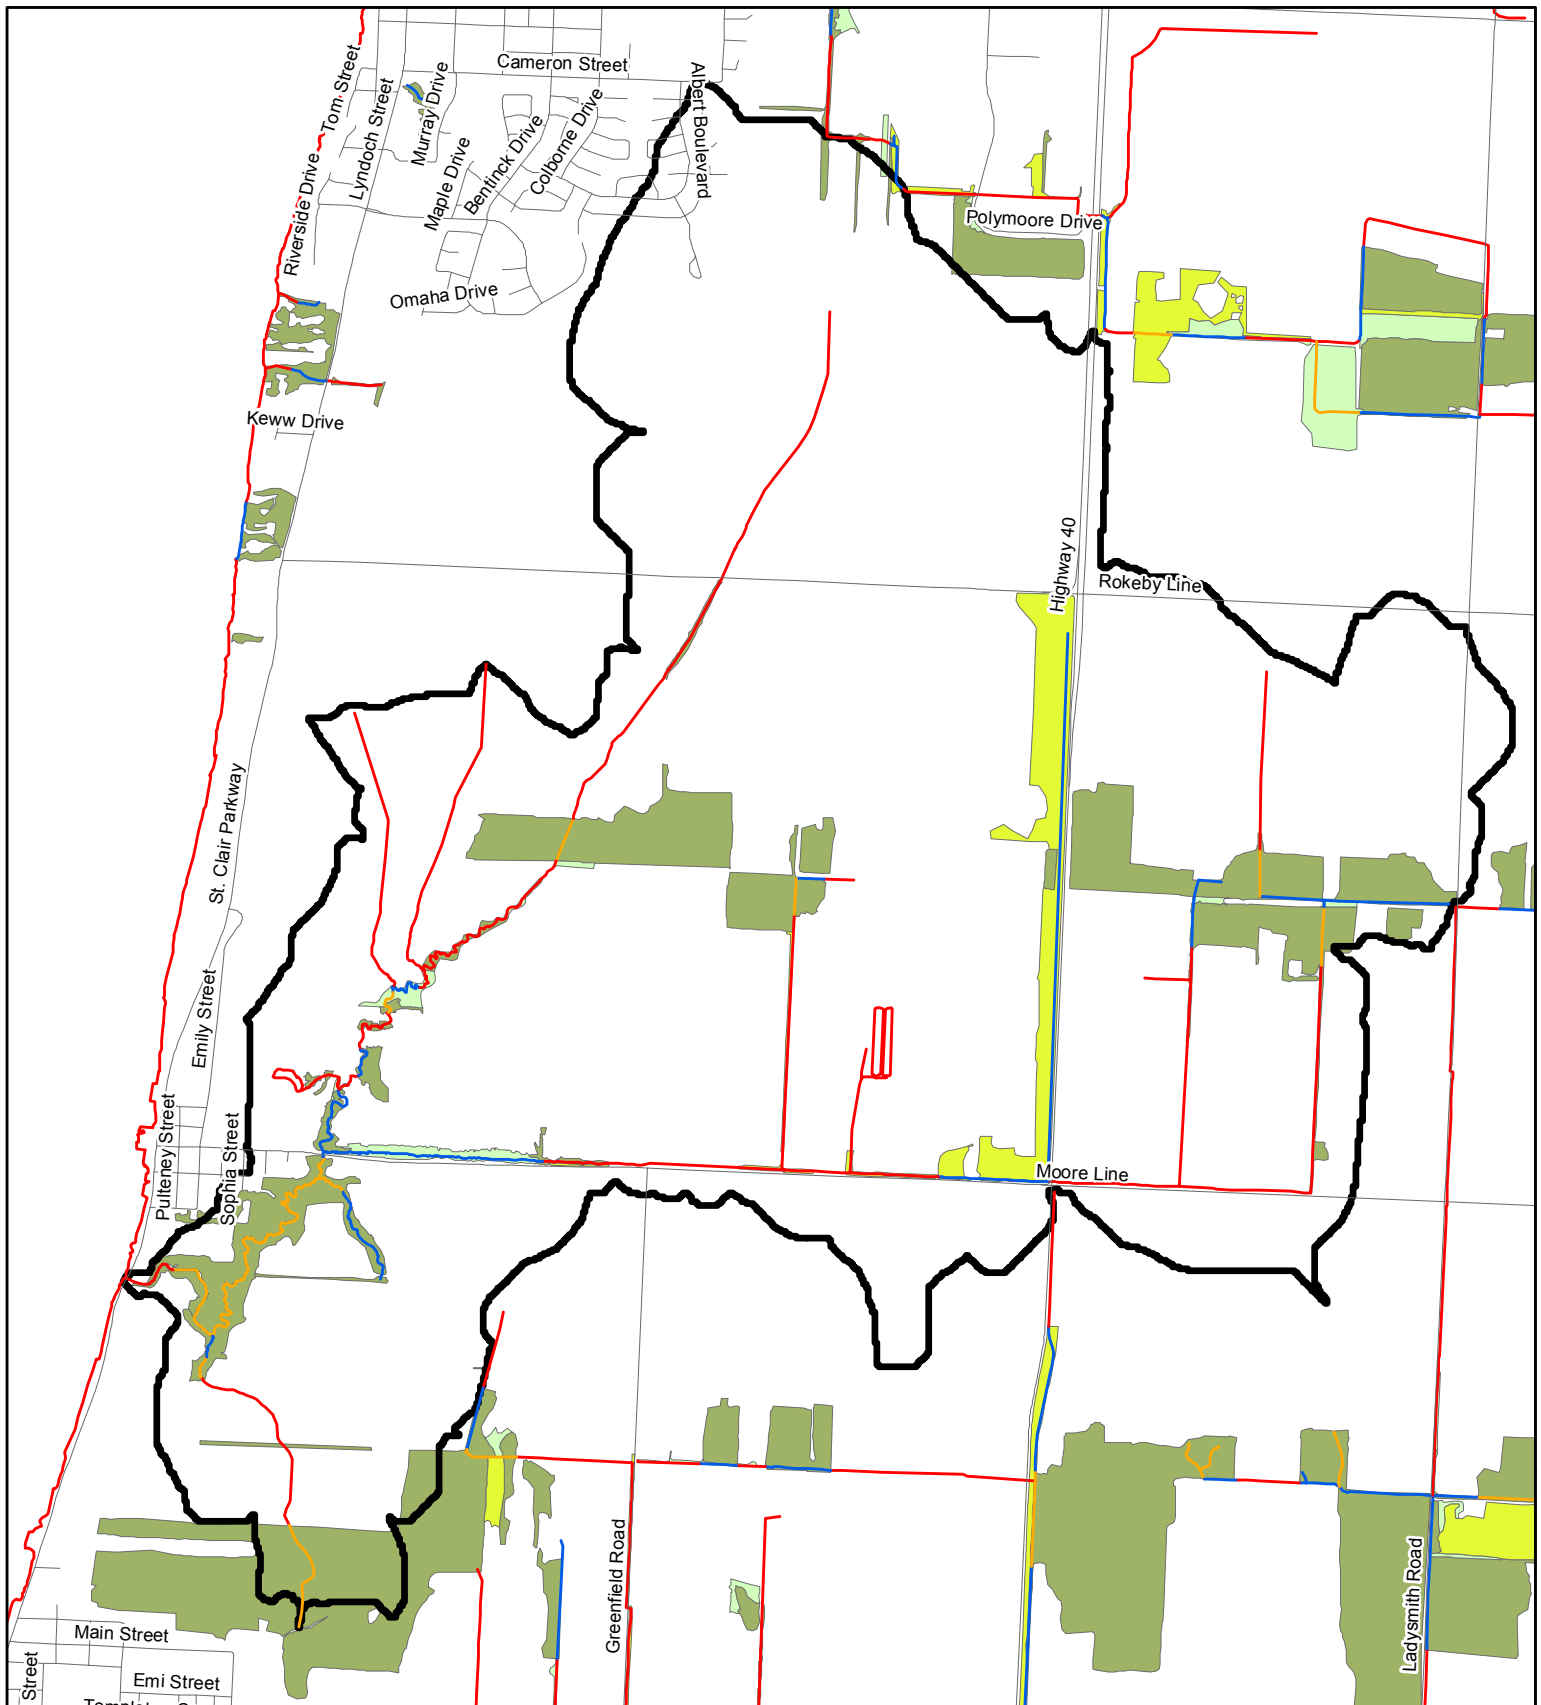 Cameron Street
Tom Street
Lyndoch Street
Murray Drive
Albert Boulevard
Maple Drive
Bentinck Drive
Colborne Drive
Riverside Drive
Polymoore Drive
Omaha Drive
Keww Drive
Highway 40
Rokeby Line
St. Clair Parkway
Emily Street
Pulteney Street
Sophia Street
Moore Line
Greenfield Road
Ladysmith Road
Main Street
Emi Street
Street